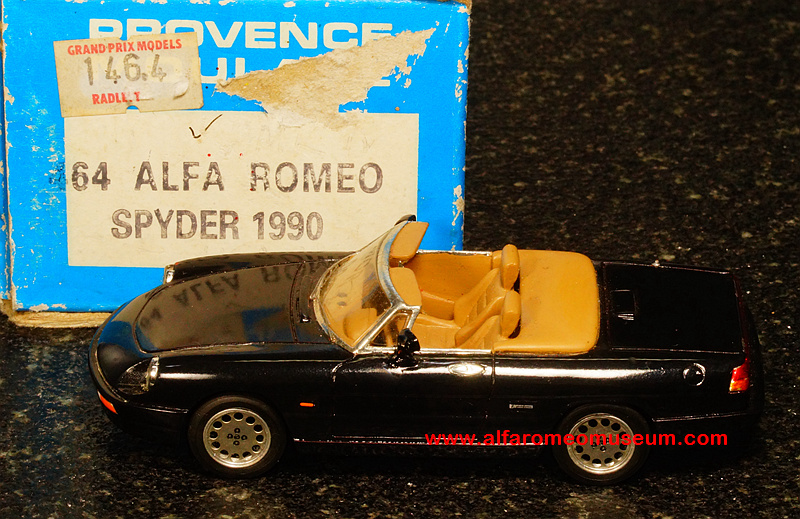 PROVENCE
GRAND PRIX MODELS
146.4
64 ALFA ROMEO
SPYDER 1990
www.alfaromeomuseum.com